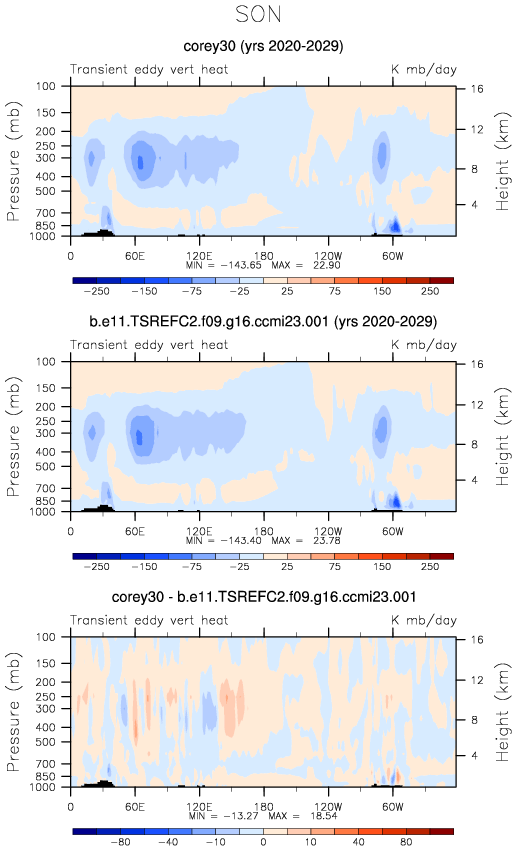 SON
corey30 (yrs 2020-2029)
Transient eddy vert heat K mb/day
Pressure (mb)
100
150
200
250
300
400
500
700
850
1000
16
12
8
4
Height (km)
0 60E 120E 180 120W 60W
MIN = -143.65 MAX = 22.90
-250 -150 -75 -25 0 25 75 150 250
b.e11.TSREFC2.f09.g16.ccmi23.001 (yrs 2020-2029)
Transient eddy vert heat K mb/day
Pressure (mb)
100
150
200
250
300
400
500
700
850
1000
16
12
8
4
Height (km)
0 60E 120E 180 120W 60W
MIN = -143.40 MAX = 23.78
-250 -150 -75 -25 0 25 75 150 250
corey30 - b.e11.TSREFC2.f09.g16.ccmi23.001
Transient eddy vert heat K mb/day
Pressure (mb)
100
150
200
250
300
400
500
700
850
1000
16
12
8
4
Height (km)
0 60E 120E 180 120W 60W
MIN = -13.27 MAX = 18.54
-80 -40 -10 0 10 40 80